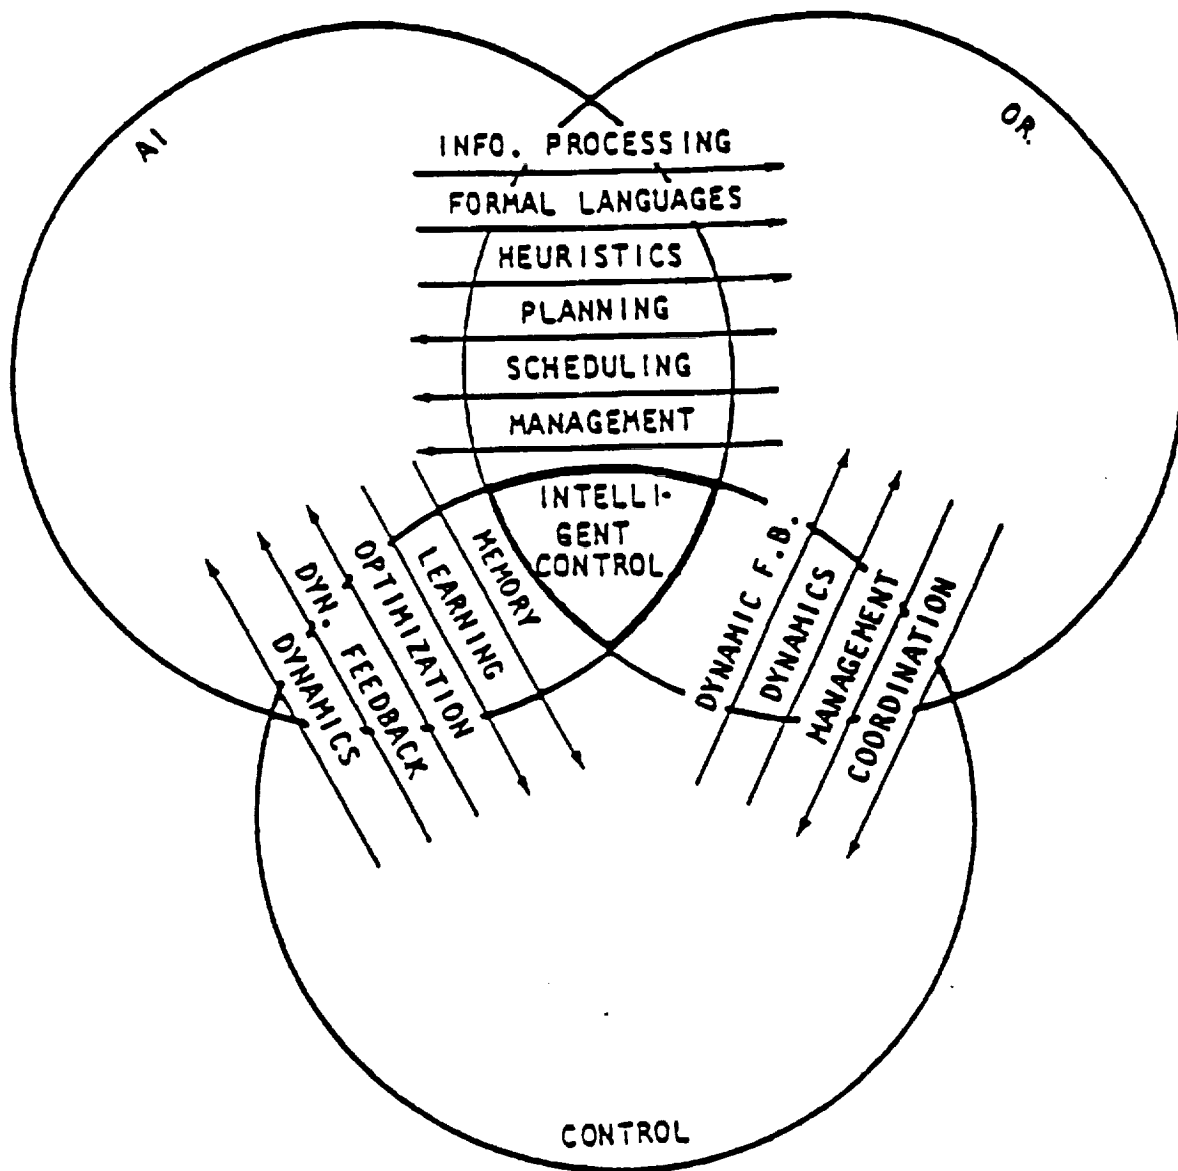 AI
OR.
INFO. PROCESSING
FORMAL LANGUAGES
HEURISTICS
PLANNING
SCHEDULING
MANAGEMENT
INTELLI-
GENT
CONTROL
MEMORY
LEARNING
OPTIMIZATION
DYN. FEEDBACK
DYNAMICS
DYNAMIC F.B.
DYNAMICS
MANAGEMENT
COORDINATION
CONTROL